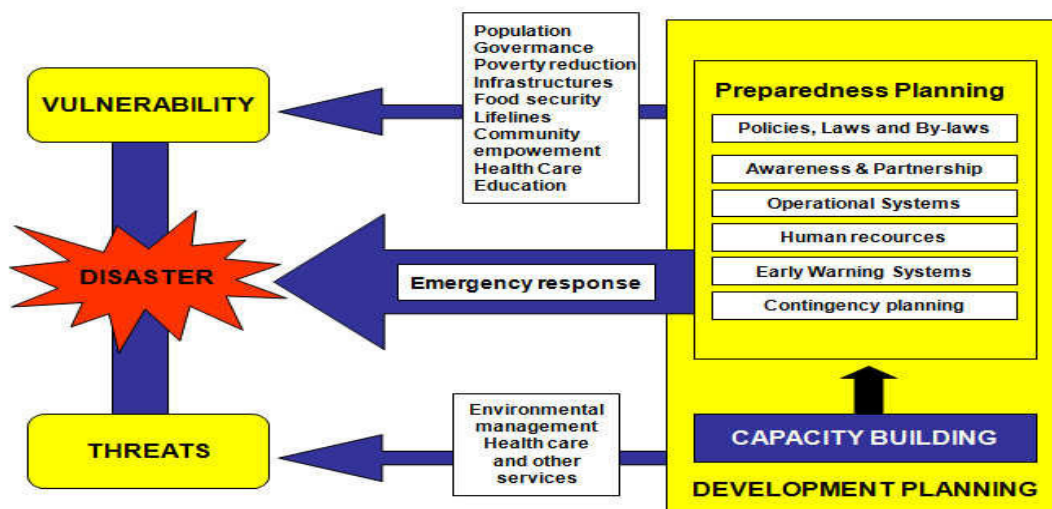 VULNERABILITY
DISASTER
THREATS
Population
Govermance
Poverty reduction
Infrastructures
Food security
Lifelines
Community
empowement
Health Care
Education
Emergency response
Environmental
management
Health care
and other
services
Preparedness Planning
Policies, Laws and By-laws
Awareness & Partnership
Operational Systems
Human recources
Early Warning Systems
Contingency planning
CAPACITY BUILDING
DEVELOPMENT PLANNING